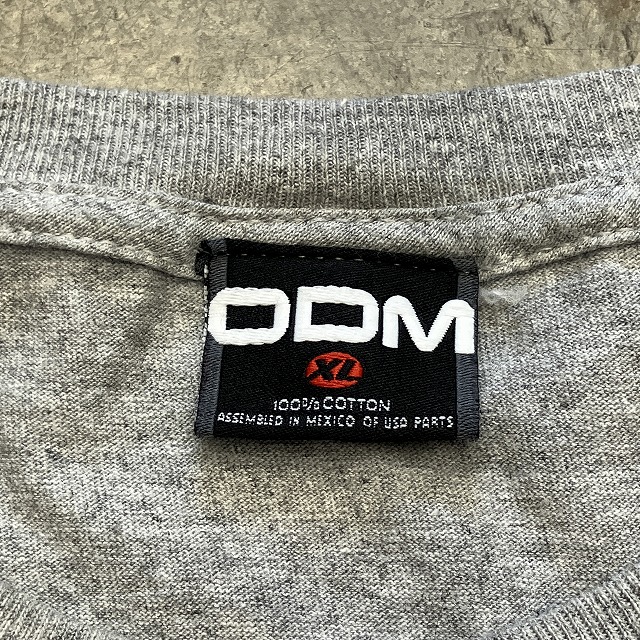 ODM
XL
100% COTTON
ASSEMBLED IN MEXICO OF USA PARTS